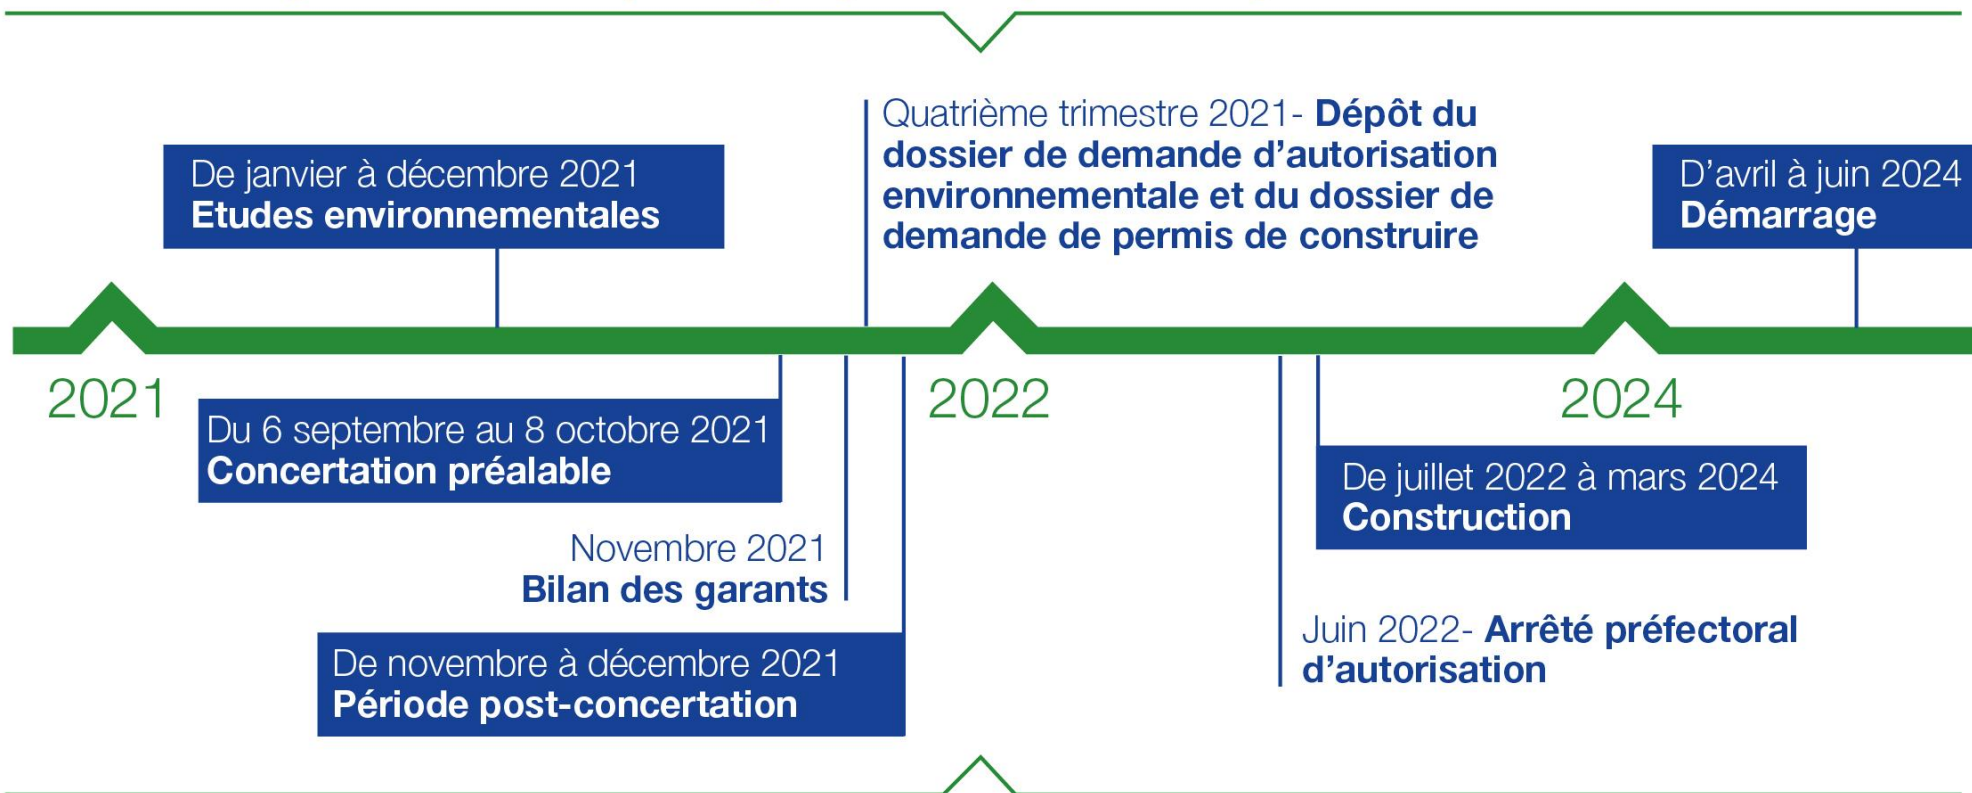 De janvier à décembre 2021
Etudes environnementales
Quatrième trimestre 2021- Dépôt du
dossier de demande d’autorisation
environnementale et du dossier de
demande de permis de construire
D’avril à juin 2024
Démarrage
2021
2022
2024
Du 6 septembre au 8 octobre 2021
Concertation préalable
Novembre 2021
Bilan des garants
De novembre à décembre 2021
Période post-concertation
De juillet 2022 à mars 2024
Construction
Juin 2022- Arrêté préfectoral
d’autorisation